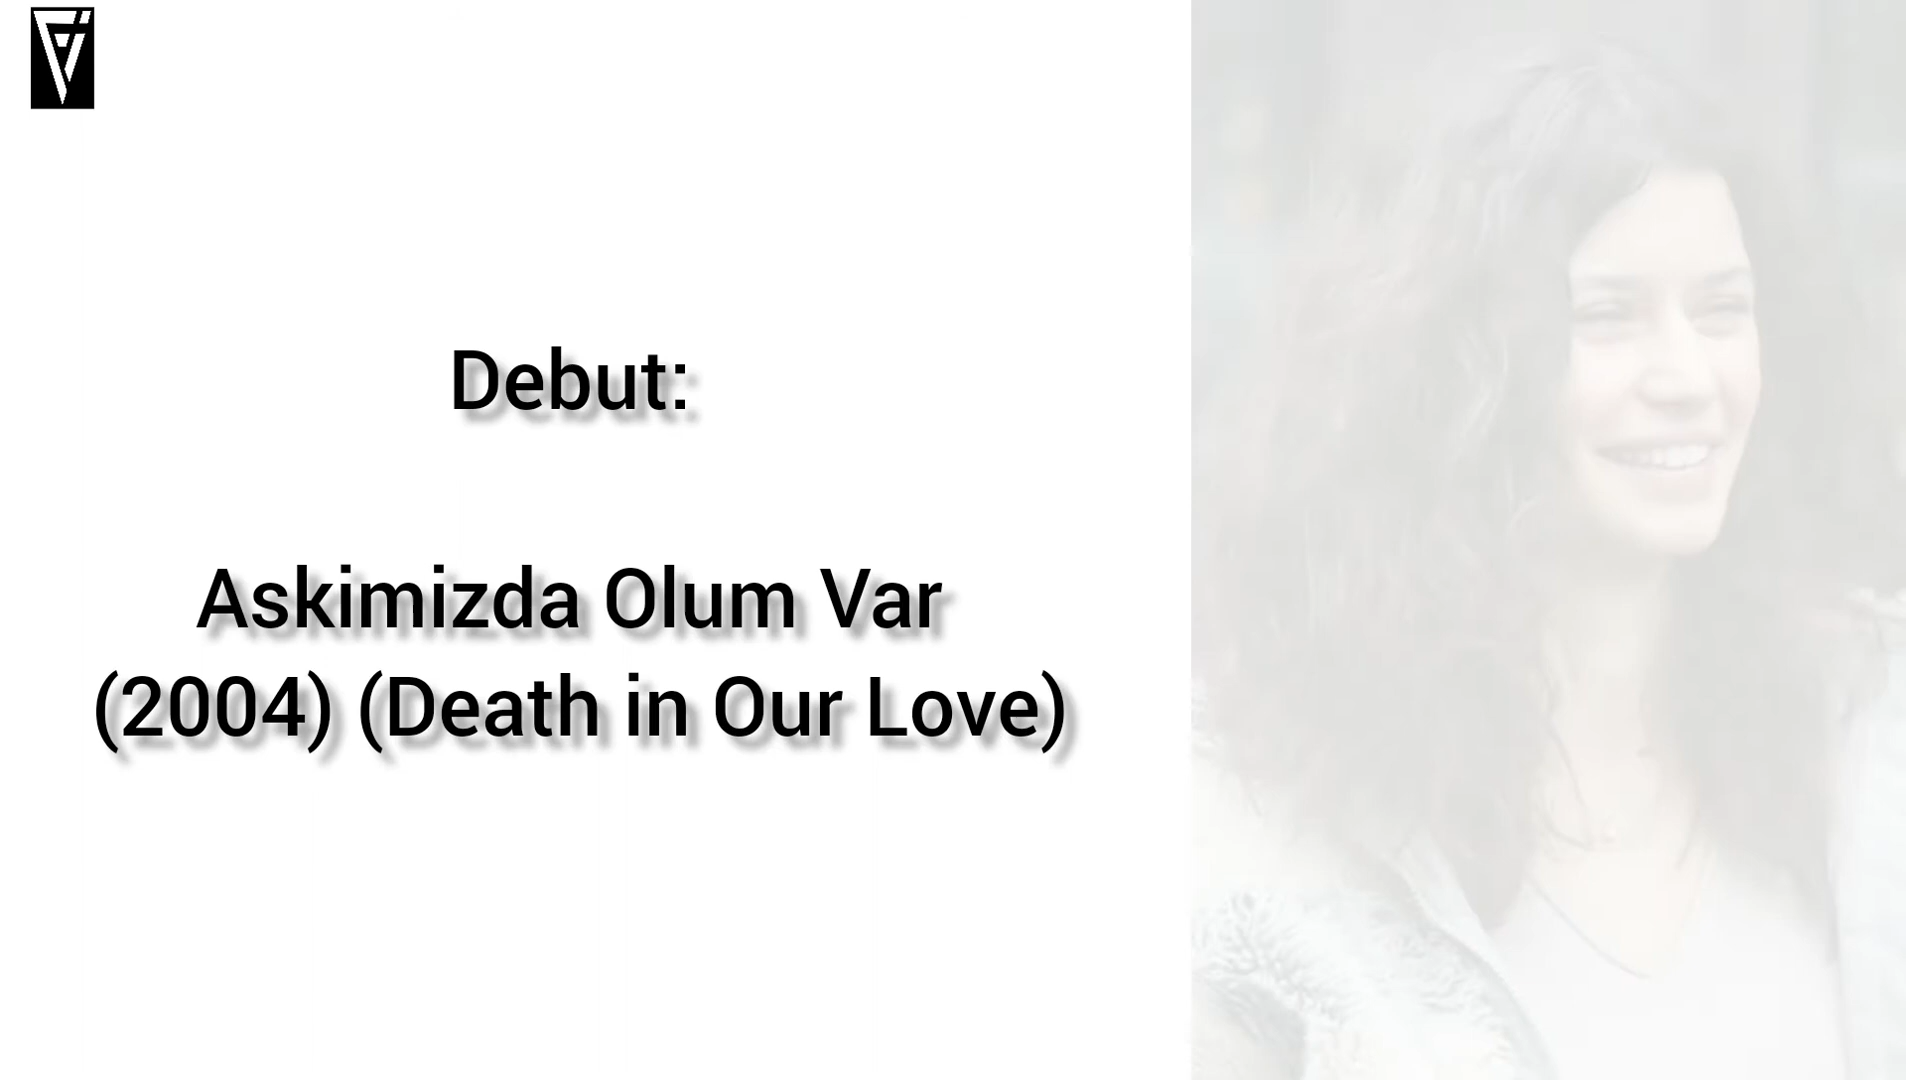 Debut:
Askimizda Olum Var
(2004) (Death in Our Love)